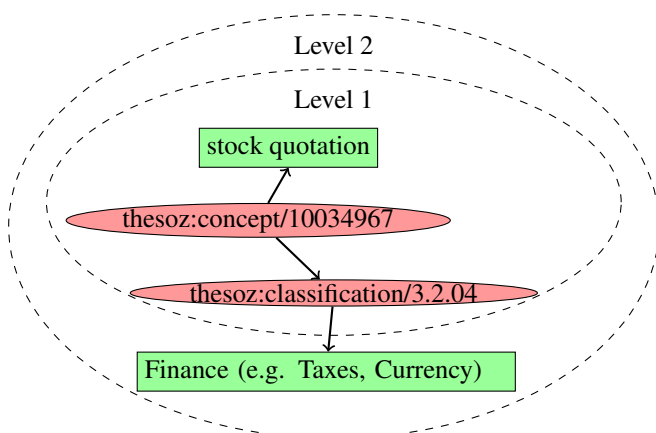 Level 2
Level 1
stock quotation
thesoz:concept/10034967
thesoz:classification/3.2.04
Finance (e.g. Taxes, Currency)